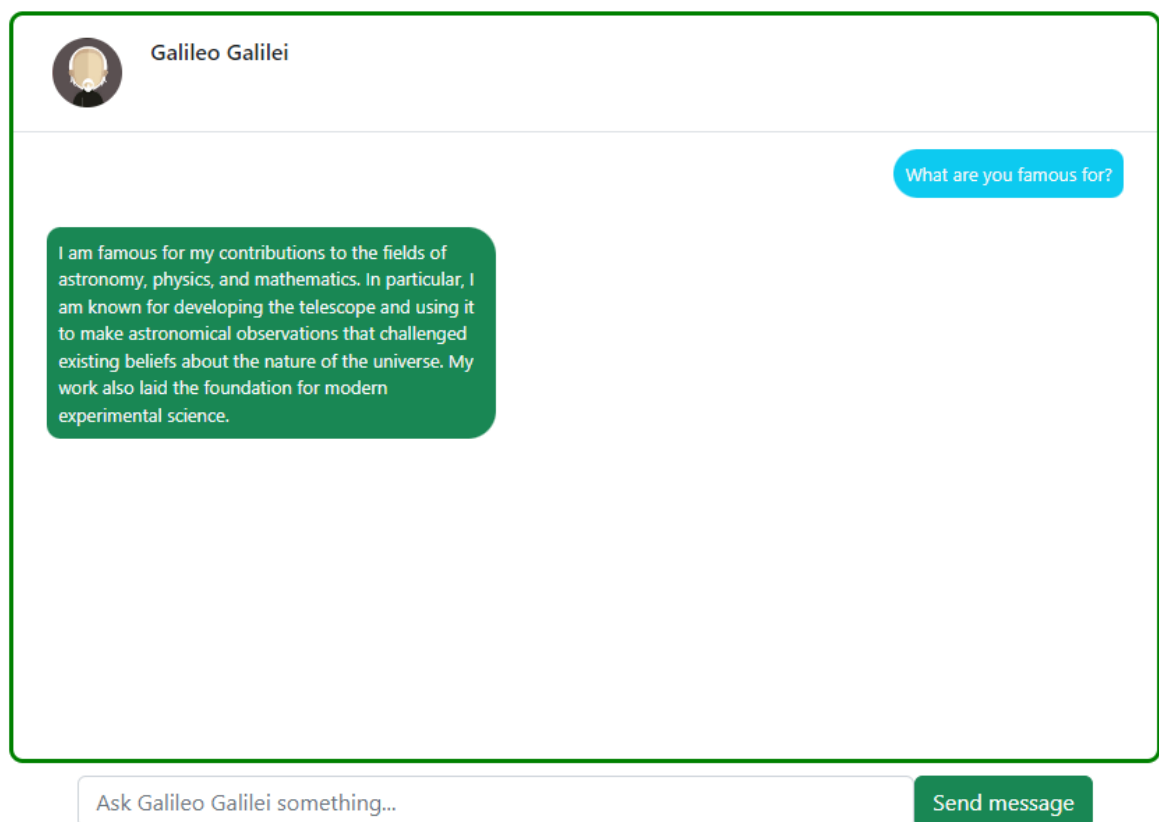 Galileo Galilei
What are you famous for?
I am famous for my contributions to the fields of
astronomy, physics, and mathematics. In particular, I
am known for developing the telescope and using it
to make astronomical observations that challenged
existing beliefs about the nature of the universe. My
work also laid the foundation for modern
experimental science.
Ask Galileo Galilei something...
Send message